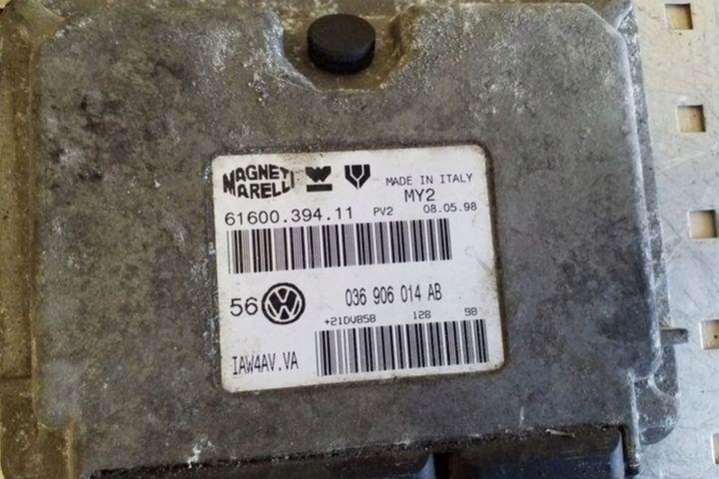 MAGNETI MARELLI MADE IN ITALY
MY2
61600.394.11 PV2 08.05.98
56 VW 036 906 014 AB
+21DVB58 128 98
IAW4AV.VA